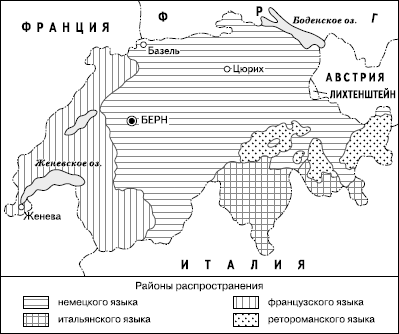 ФРАНЦИЯ
Ф Р Г
Боденское оз.
Базель
Цюрих
АВСТРИЯ
ЛИХТЕНШТЕЙН
БЕРН
Женевское оз.
Женева
ИТАЛИЯ
Районы распространения
немецкого языка
французского языка
итальянского языка
ретороманского языка